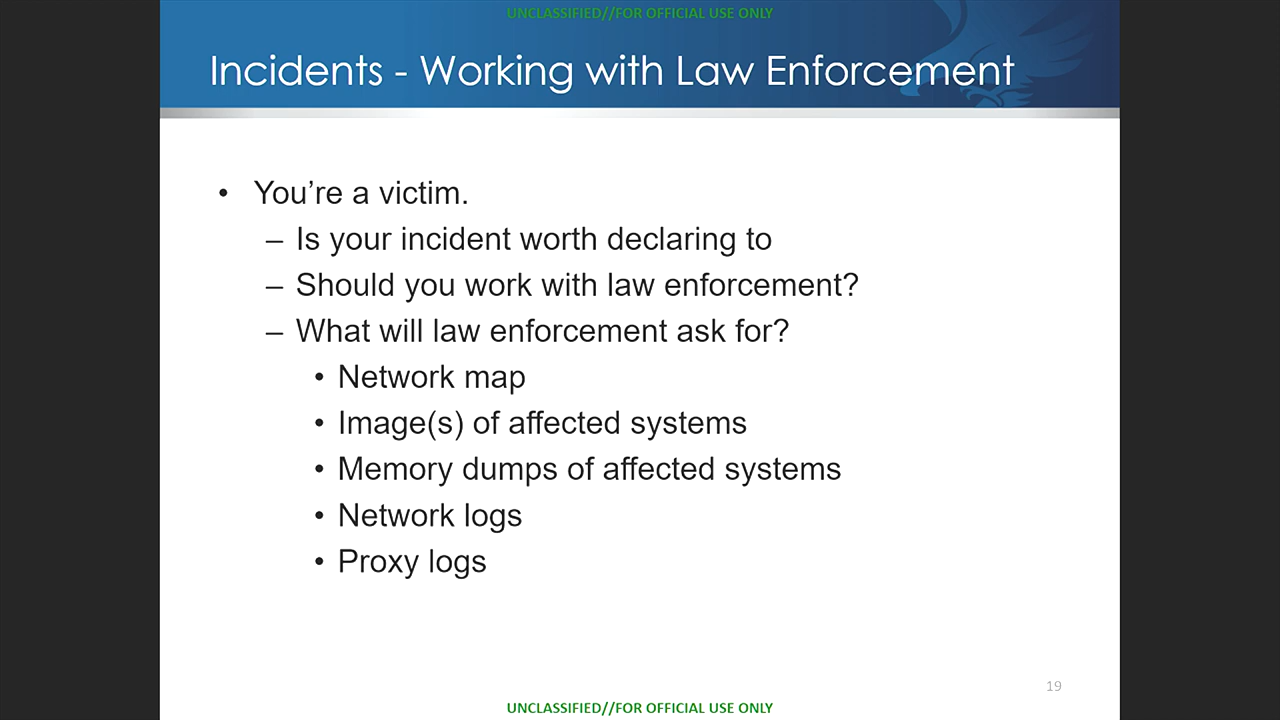 UNCLASSIFIED//FOR OFFICIAL USE ONLY
Incidents - Working with Law Enforcement
• You’re a victim.
– Is your incident worth declaring to
– Should you work with law enforcement?
– What will law enforcement ask for?
• Network map
• Image(s) of affected systems
• Memory dumps of affected systems
• Network logs
• Proxy logs
19
UNCLASSIFIED//FOR OFFICIAL USE ONLY